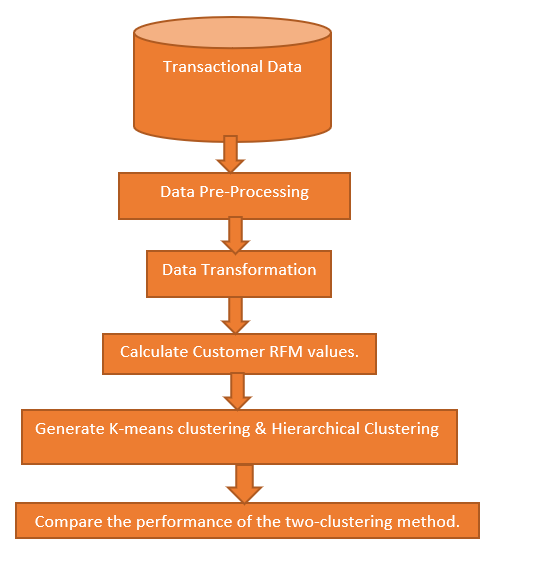 Transactional Data
Data Pre-Processing
Data Transformation
Calculate Customer RFM values.
Generate K-means clustering & Hierarchical Clustering
Compare the performance of the two-clustering method.